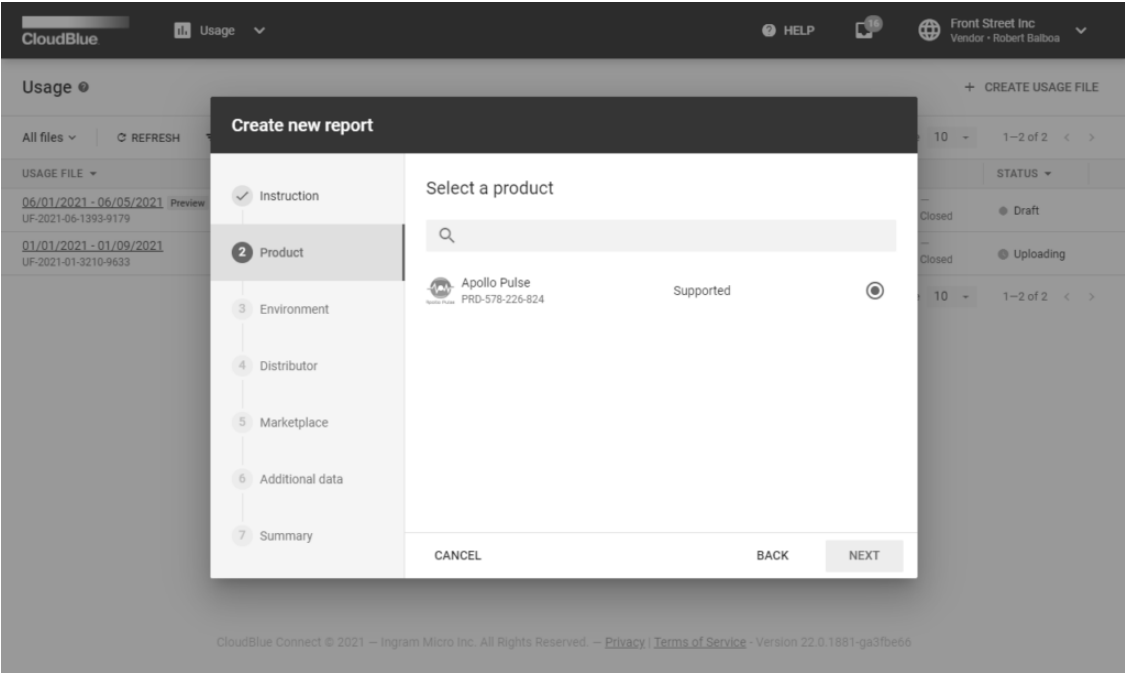 CloudBlue
Usage
HELP
16
Front Street Inc
Vendor • Robert Balboa
Usage
+ CREATE USAGE FILE
All files
REFRESH
10
1–2 of 2
USAGE FILE
STATUS
06/01/2021 - 06/05/2021 Preview
UF-2021-06-1393-9179
—
Closed
Draft
01/01/2021 - 01/09/2021
UF-2021-01-3210-9633
—
Closed
Uploading
10
1–2 of 2
Create new report
Instruction
2 Product
3 Environment
4 Distributor
5 Marketplace
6 Additional data
7 Summary
Select a product
Apollo Pulse
Apollo Pulse
PRD-578-226-824
Supported
CANCEL
BACK
NEXT
CloudBlue Connect © 2021 — Ingram Micro Inc. All Rights Reserved. — Privacy | Terms of Service - Version 22.0.1881-ga3fbe66